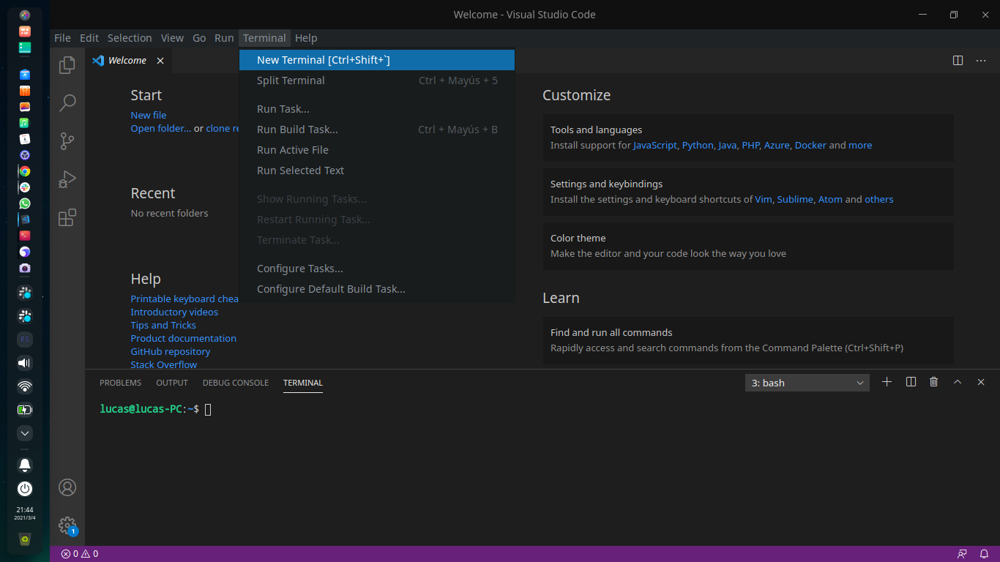 Welcome - Visual Studio Code
File Edit Selection View Go Run Terminal Help
Welcome
New Terminal [Ctrl+Shift+`]
Split Terminal Ctrl + Mayús + 5
Run Task...
Run Build Task... Ctrl + Mayús + B
Run Active File
Run Selected Text
Show Running Tasks...
Restart Running Task...
Terminate Task...
Configure Tasks...
Configure Default Build Task...
Start
New file
Open folder... or clone re
Recent
No recent folders
Help
Printable keyboard chea
Introductory videos
Tips and Tricks
Product documentation
GitHub repository
Stack Overflow
Customize
Tools and languages
Install support for JavaScript, Python, Java, PHP, Azure, Docker and more
Settings and keybindings
Install the settings and keyboard shortcuts of Vim, Sublime, Atom and others
Color theme
Make the editor and your code look the way you love
Learn
Find and run all commands
Rapidly access and search commands from the Command Palette (Ctrl+Shift+P)
PROBLEMS OUTPUT DEBUG CONSOLE TERMINAL
3: bash
lucas@lucas-PC:~$
ES
21:44
2021/3/4
1
0 0